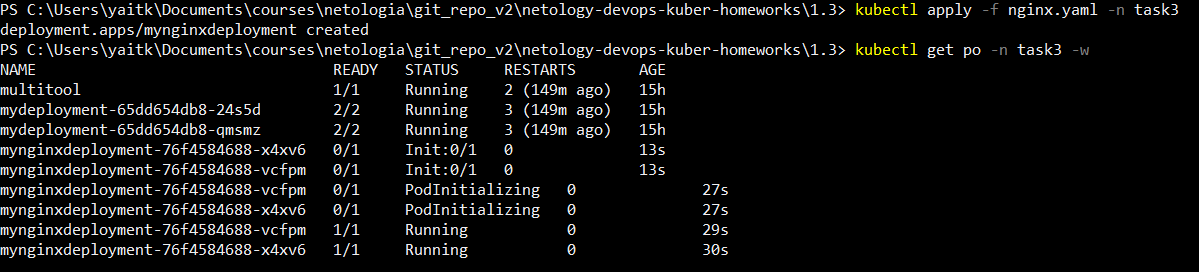 PS C:\Users\yaitk\Documents\courses\netologia\git_repo_v2\netology-devops-kuber-homeworks\1.3> kubectl apply -f nginx.yaml -n task3
deployment.apps/mynginxdeployment created
PS C:\Users\yaitk\Documents\courses\netologia\git_repo_v2\netology-devops-kuber-homeworks\1.3> kubectl get po -n task3 -w
NAME                                 READY   STATUS     RESTARTS       AGE
multitool                            1/1     Running    2 (149m ago)   15h
mydeployment-65dd654db8-24s5d        2/2     Running    3 (149m ago)   15h
mydeployment-65dd654db8-qmsmz        2/2     Running    3 (149m ago)   15h
mynginxdeployment-76f4584688-x4xv6   0/1     Init:0/1   0              13s
mynginxdeployment-76f4584688-vcfpm   0/1     Init:0/1   0              13s
mynginxdeployment-76f4584688-vcfpm   0/1     PodInitializing   0              27s
mynginxdeployment-76f4584688-x4xv6   0/1     PodInitializing   0              27s
mynginxdeployment-76f4584688-vcfpm   1/1     Running           0              29s
mynginxdeployment-76f4584688-x4xv6   1/1     Running           0              30s